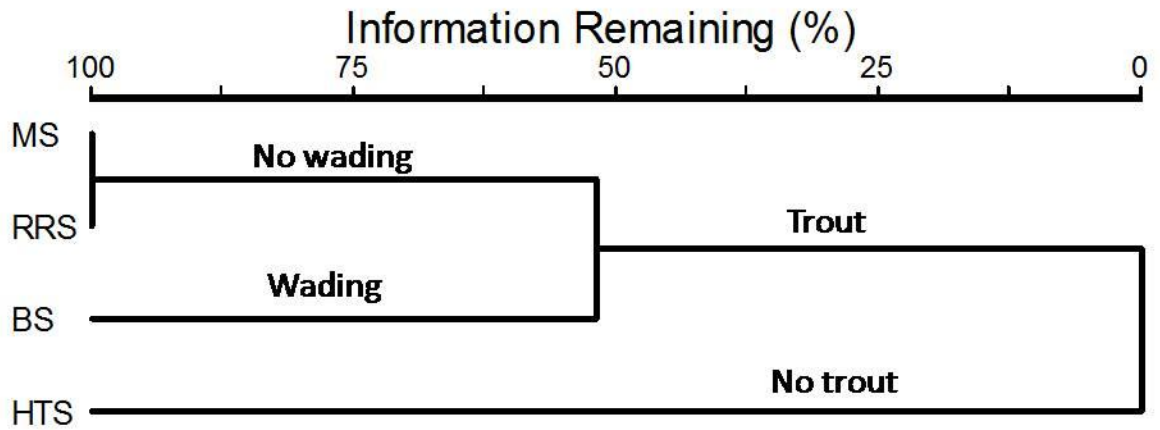 Information Remaining (%)
100 75 50 25 0
MS
No wading
RRS
Trout
Wading
BS
No trout
HTS